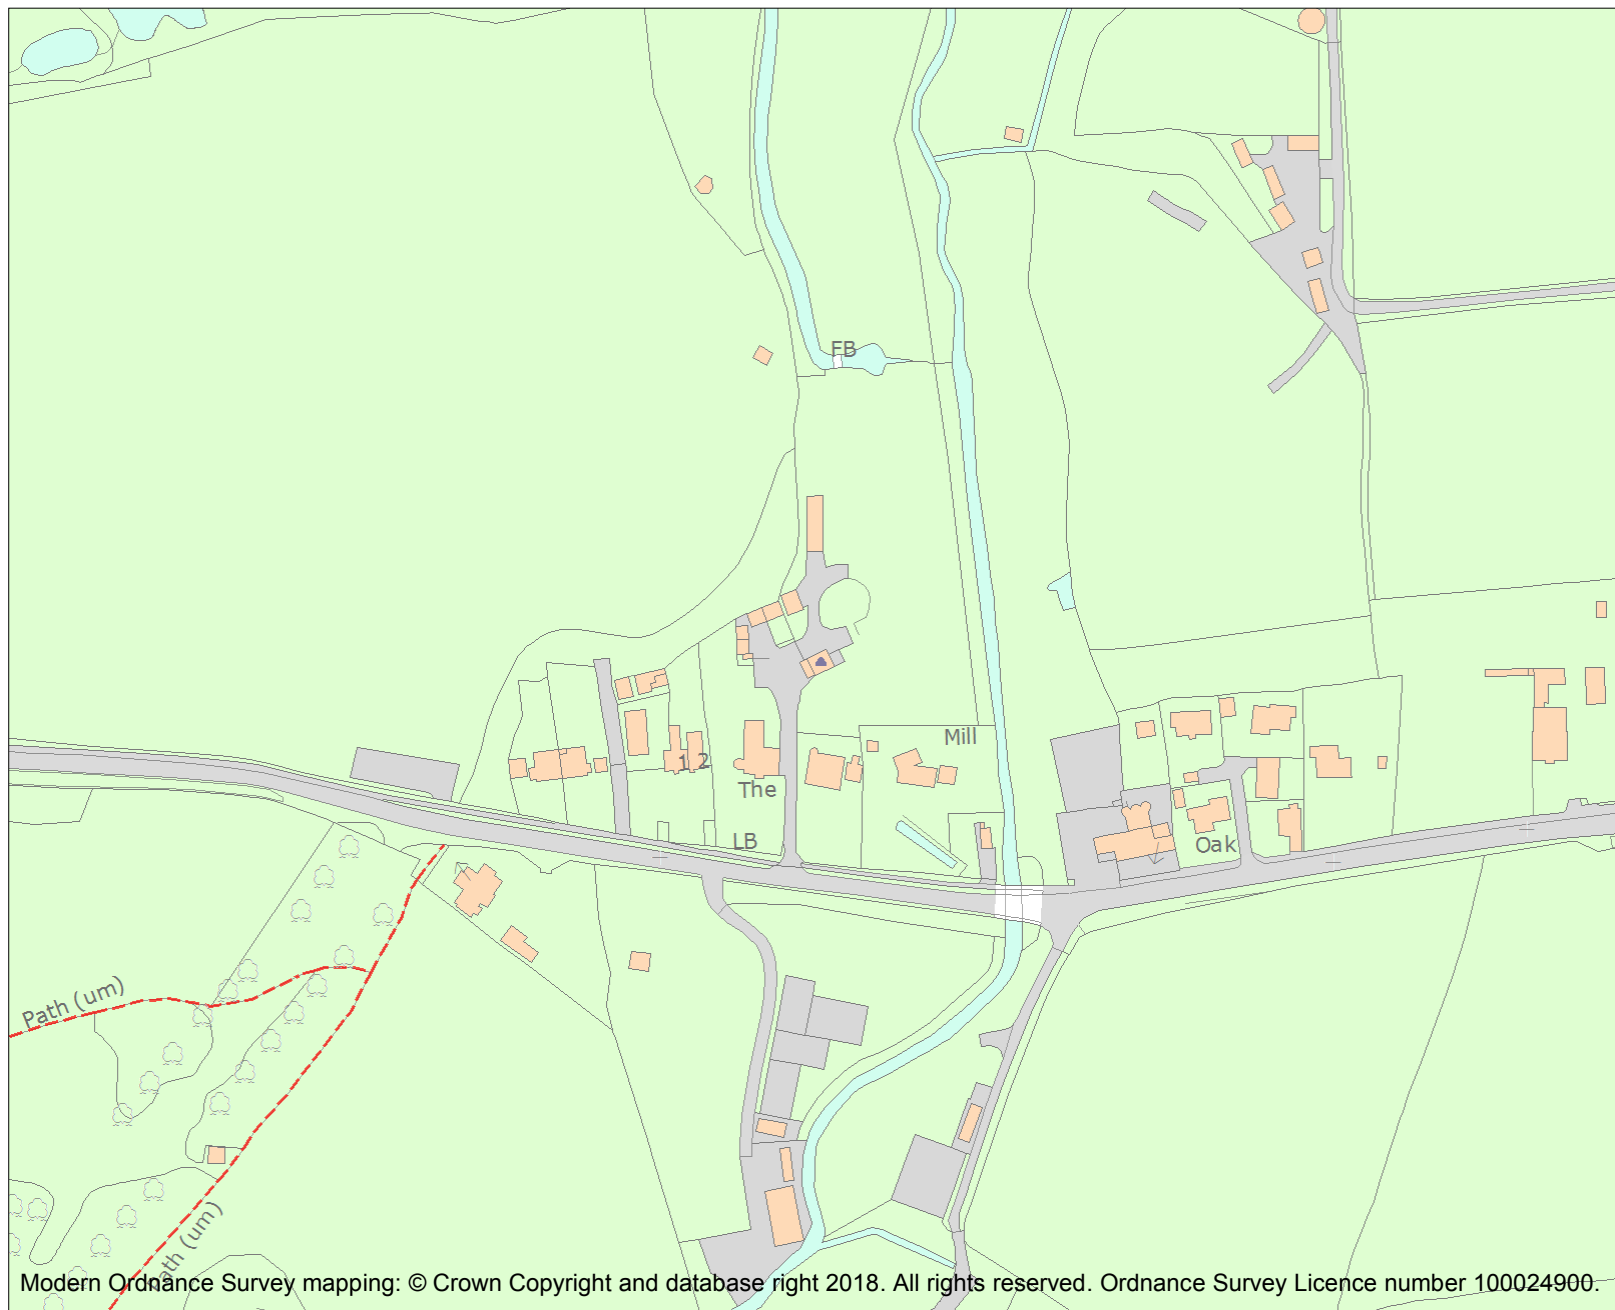 FB
Mill
1 2
The
LB
Oak
Path (um)
Path (um)
Modern Ordnance Survey mapping: © Crown Copyright and database right 2018. All rights reserved. Ordnance Survey Licence number 100024900.